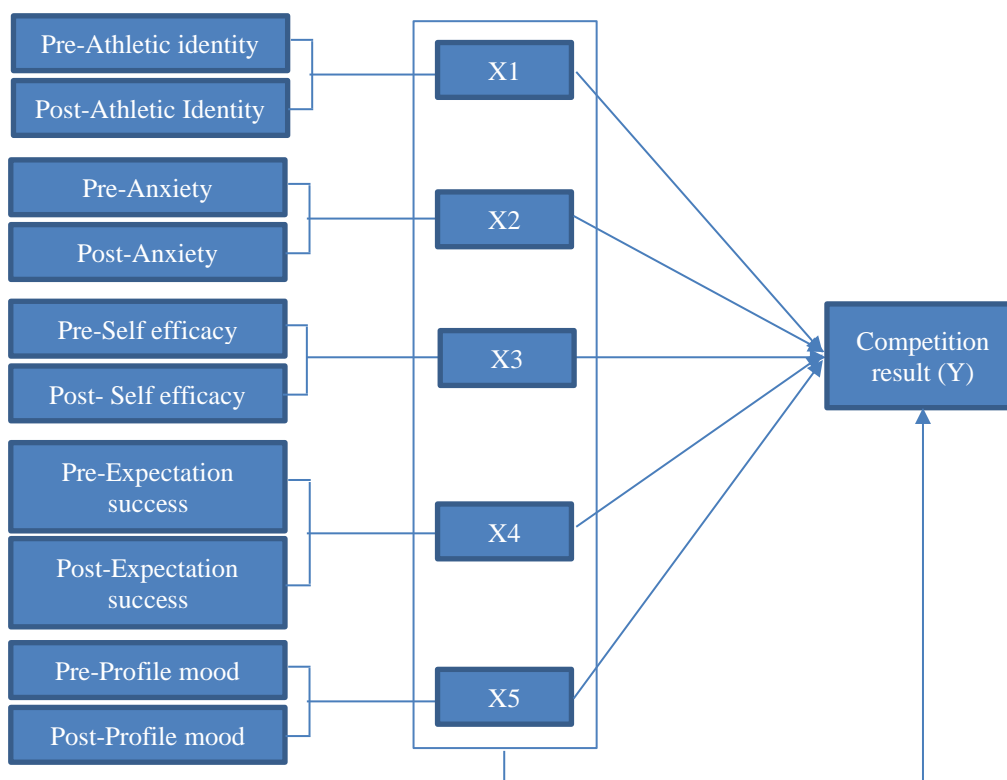 Pre-Athletic identity
Post-Athletic Identity
X1
Pre-Anxiety
Post-Anxiety
X2
Pre-Self efficacy
Post- Self efficacy
X3
Pre-Expectation
success
Post-Expectation
success
X4
Pre-Profile mood
Post-Profile mood
X5
Competition
result (Y)